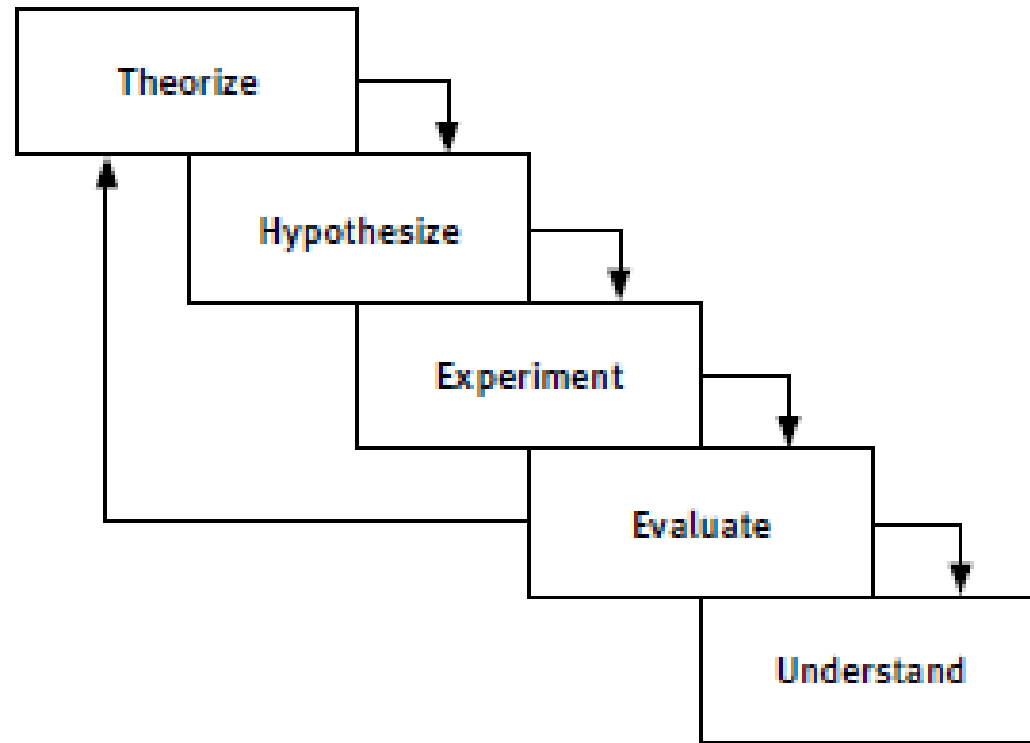 Theorize
Hypothesize
Experiment
Evaluate
Understand